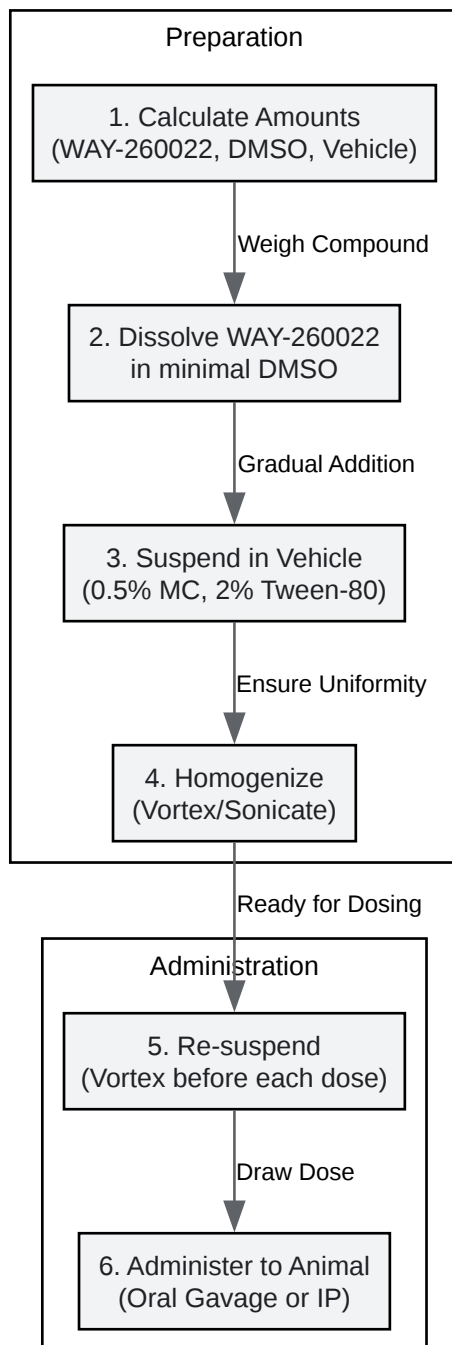 Preparation
1. Calculate Amounts
(WAY-260022, DMSO, Vehicle)
Weigh Compound
2. Dissolve WAY-260022
in minimal DMSO
Gradual Addition
3. Suspend in Vehicle
(0.5% MC, 2% Tween-80)
Ensure Uniformity
4. Homogenize
(Vortex/Sonicate)
Ready for Dosing
Administration
5. Re-suspend
(Vortex before each dose)
Draw Dose
6. Administer to Animal
(Oral Gavage or IP)